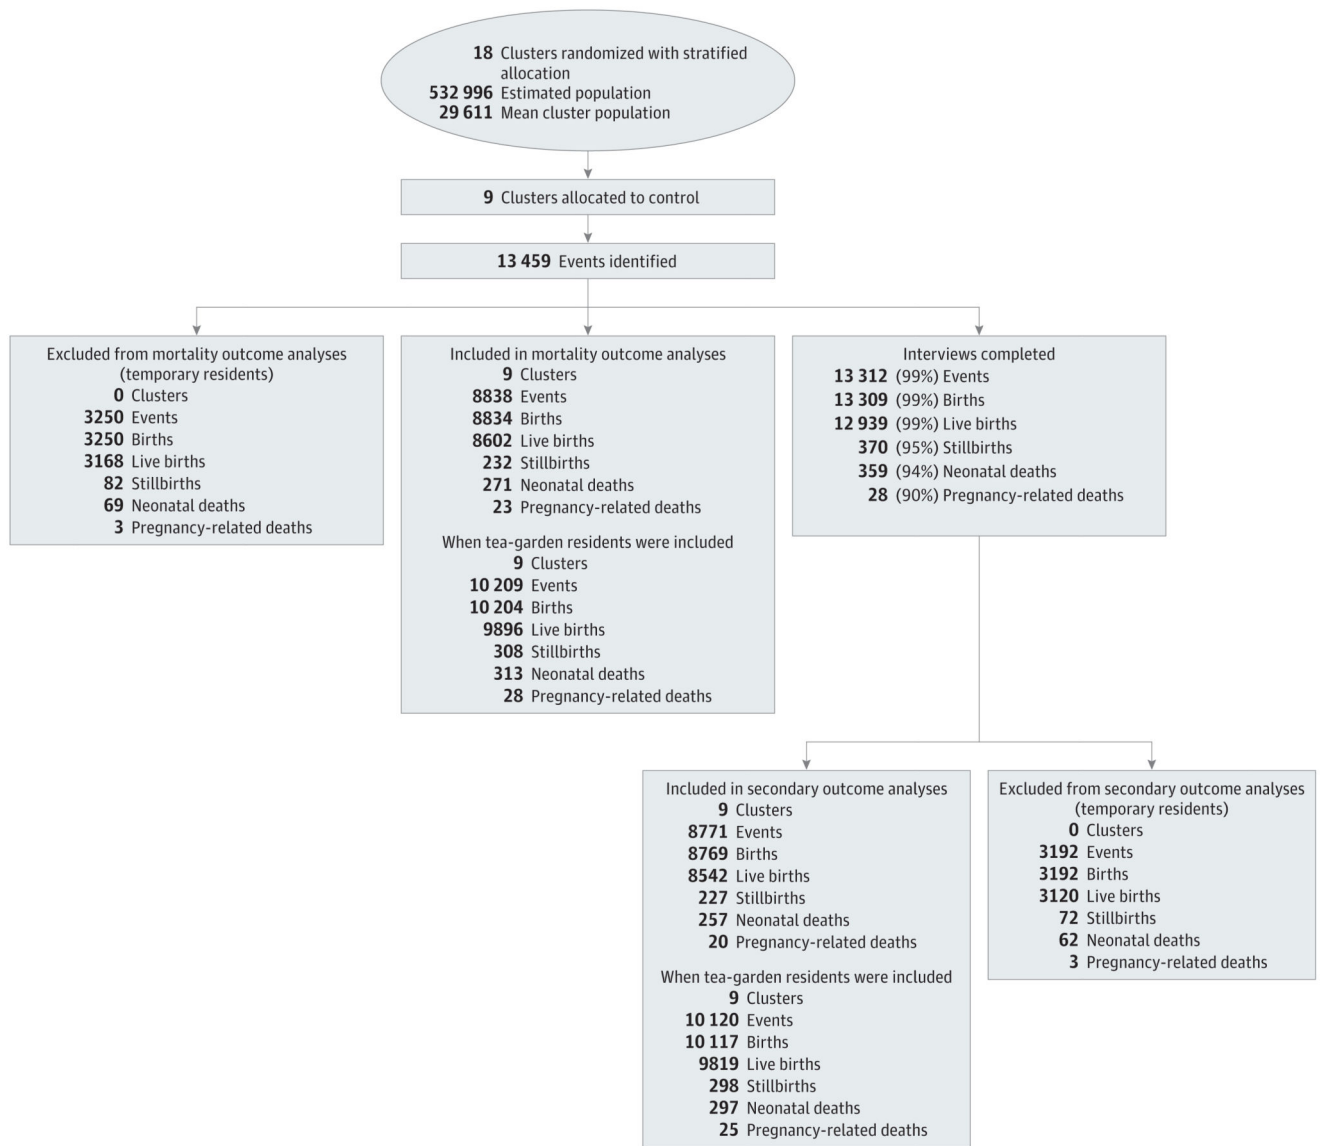 18 Clusters randomized with stratified
allocation
532 996 Estimated population
29 611 Mean cluster population
9 Clusters allocated to control
13 459 Events identified
Excluded from mortality outcome analyses
(temporary residents)
0 Clusters
3250 Events
3250 Births
3168 Live births
82 Stillbirths
69 Neonatal deaths
3 Pregnancy-related deaths
Included in mortality outcome analyses
9 Clusters
8838 Events
8834 Births
8602 Live births
232 Stillbirths
271 Neonatal deaths
23 Pregnancy-related deaths
When tea-garden residents were included
9 Clusters
10 209 Events
10 204 Births
9896 Live births
308 Stillbirths
313 Neonatal deaths
28 Pregnancy-related deaths
Interviews completed
13 312 (99%) Events
13 309 (99%) Births
12 939 (99%) Live births
370 (95%) Stillbirths
359 (94%) Neonatal deaths
28 (90%) Pregnancy-related deaths
Included in secondary outcome analyses
9 Clusters
8771 Events
8769 Births
8542 Live births
227 Stillbirths
257 Neonatal deaths
20 Pregnancy-related deaths
When tea-garden residents were included
9 Clusters
10 120 Events
10 117 Births
9819 Live births
298 Stillbirths
297 Neonatal deaths
25 Pregnancy-related deaths
Excluded from secondary outcome analyses
(temporary residents)
0 Clusters
3192 Events
3192 Births
3120 Live births
72 Stillbirths
62 Neonatal deaths
3 Pregnancy-related deaths